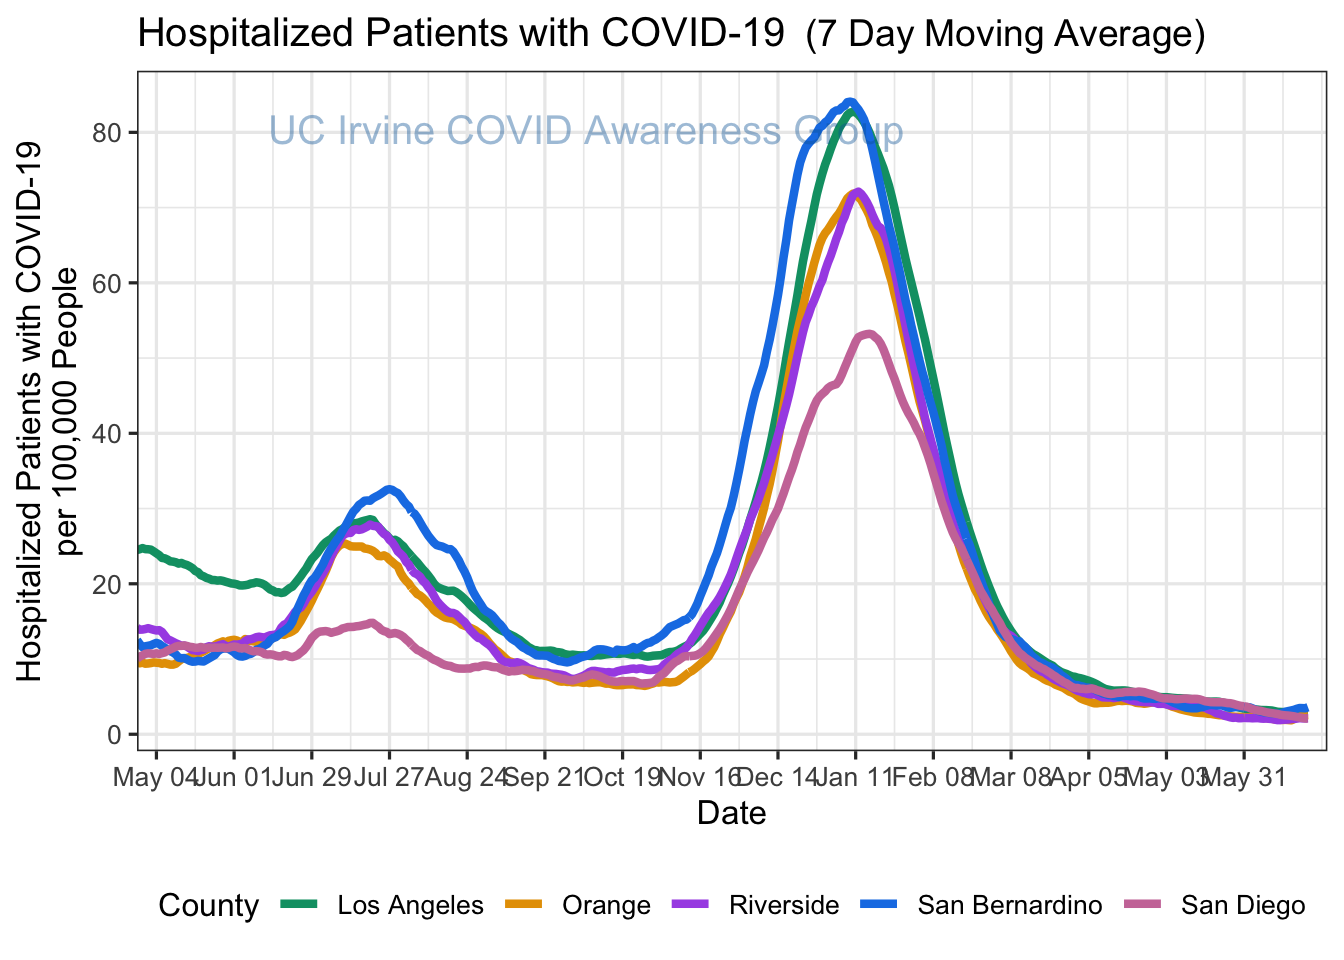 Hospitalized Patients with COVID-19 (7 Day Moving Average)
UC Irvine COVID Awareness Group
Hospitalized Patients with COVID-19
per 100,000 People
80
60
40
20
0
May 04 Jun 01 Jun 29 Jul 27 Aug 24 Sep 21 Oct 19 Nov 16 Dec 14 Jan 11 Feb 08 Mar 08 Apr 05 May 03 May 31
Date
County Los Angeles Orange Riverside San Bernardino San Diego